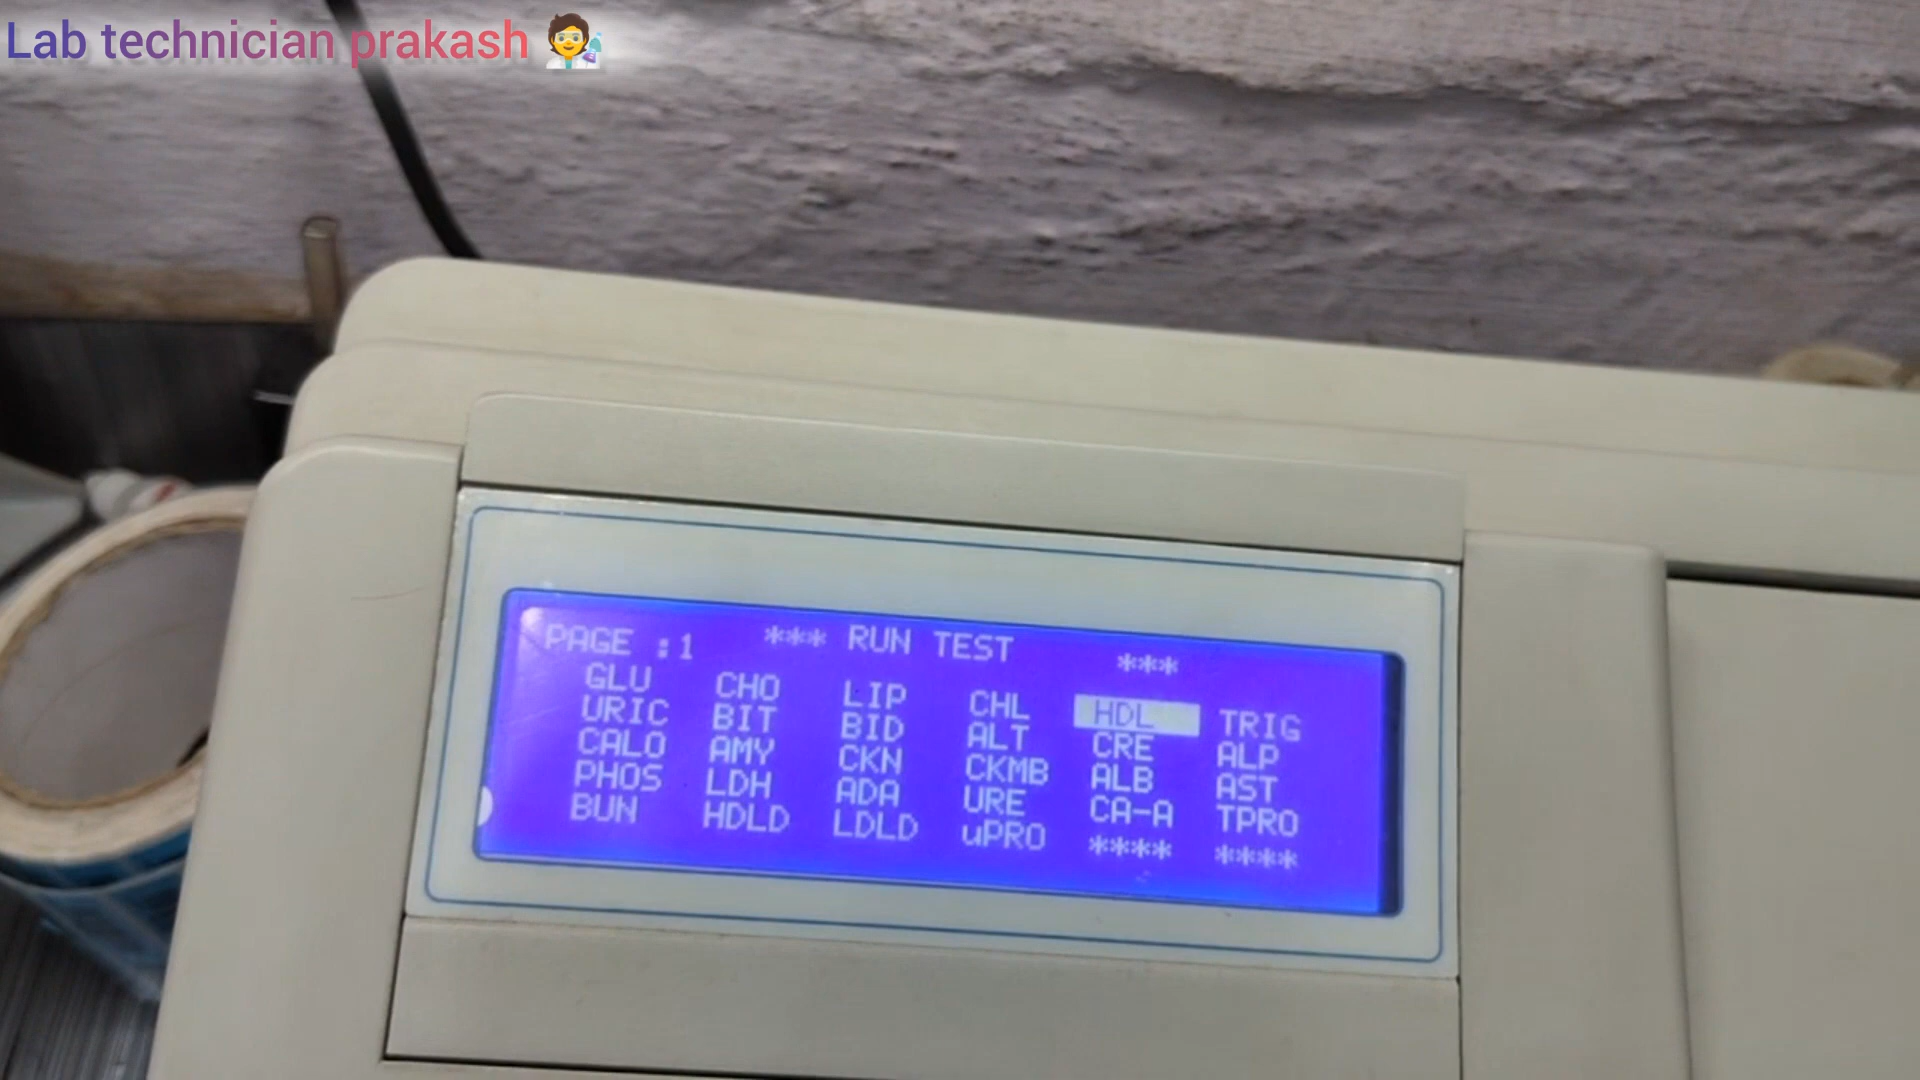 Lab technician prakash
PAGE :1 *** RUN TEST ***
GLU CHO LIP CHL HDL TRIG
URIC BIT BID ALT CRE ALP
CALO AMY CKN CKMB ALB AST
PHOS LDH ADA URE CA-A TPRO
BUN HDLD LDLD uPRO **** ****